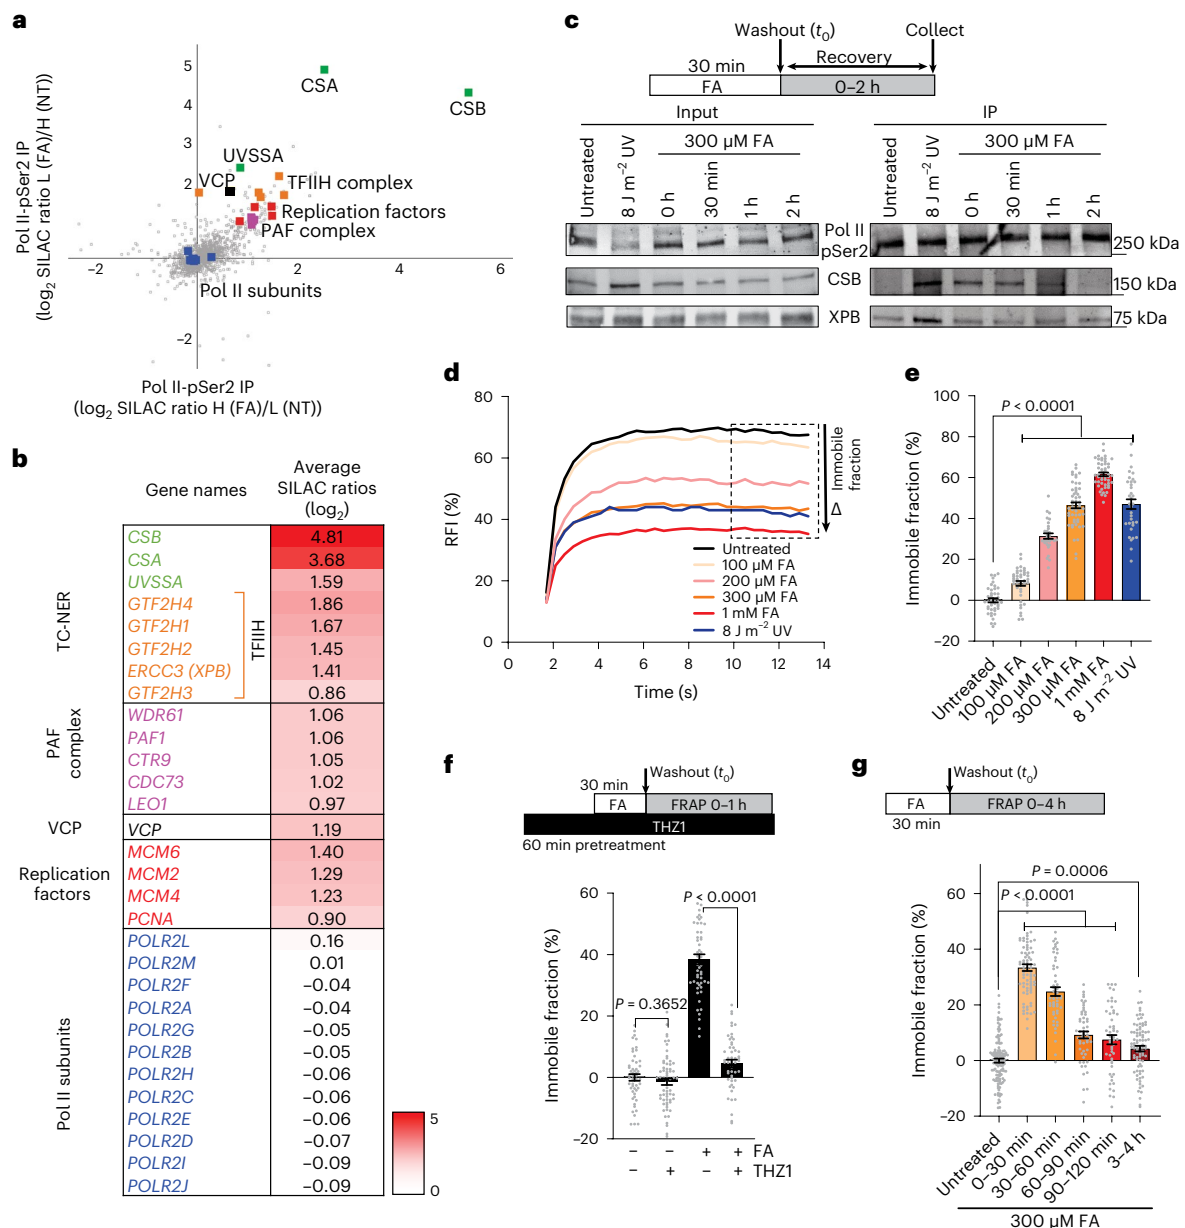 a
Pol II-pSer2 IP
(log2 SILAC ratio L (FA)/H (NT))
5
4
3
2
−2
−2
2
4
6
CSA
CSB
UVSSA
VCP
TFIIH complex
Replication factors
PAF complex
Pol II subunits
Pol II-pSer2 IP
(log2 SILAC ratio H (FA)/L (NT))
b
Gene names
Average
SILAC ratios
(log2)
TC-NER
CSB 4.81
CSA 3.68
UVSSA 1.59
GTF2H4 1.86
GTF2H1 1.67
GTF2H2 1.45
ERCC3 (XPB) 1.41
GTF2H3 0.86
TFIIH
PAF
complex
WDR61 1.06
PAF1 1.06
CTR9 1.05
CDC73 1.02
LEO1 0.97
VCP
VCP 1.19
Replication
factors
MCM6 1.40
MCM2 1.29
MCM4 1.23
PCNA 0.90
Pol II subunits
POLR2L 0.16
POLR2M 0.01
POLR2F −0.04
POLR2A −0.04
POLR2G −0.05
POLR2B −0.05
POLR2H −0.06
POLR2C −0.06
POLR2E −0.06
POLR2D −0.07
POLR2I −0.09
POLR2J −0.09
5
0
c
Washout (t0)
Collect
30 min
Recovery
FA
0–2 h
Input
IP
300 µM FA
300 µM FA
Untreated
8 J m−2 UV
0 h
30 min
1 h
2 h
Untreated
8 J m−2 UV
0 h
30 min
1 h
2 h
Pol II
pSer2
250 kDa
CSB
150 kDa
XPB
75 kDa
d
RFI (%)
80
60
40
20
0
0 2 4 6 8 10 12 14
Time (s)
Immobile
fraction
Δ
Untreated
100 µM FA
200 µM FA
300 µM FA
1 mM FA
8 J m−2 UV
e
Immobile fraction (%)
100
80
60
40
20
0
−20
P < 0.0001
Untreated
100 µM FA
200 µM FA
300 µM FA
1 mM FA
8 J m−2 UV
f
30 min
Washout (t0)
FA
FRAP 0–1 h
THZ1
60 min pretreatment
Immobile fraction (%)
60
40
20
0
−20
P < 0.0001
P = 0.3652
− − + + FA
− + − + THZ1
g
Washout (t0)
FA
FRAP 0–4 h
30 min
Immobile fraction (%)
60
40
20
0
−20
P = 0.0006
P < 0.0001
Untreated
0–30 min
30–60 min
60–90 min
90–120 min
3–4 h
300 µM FA